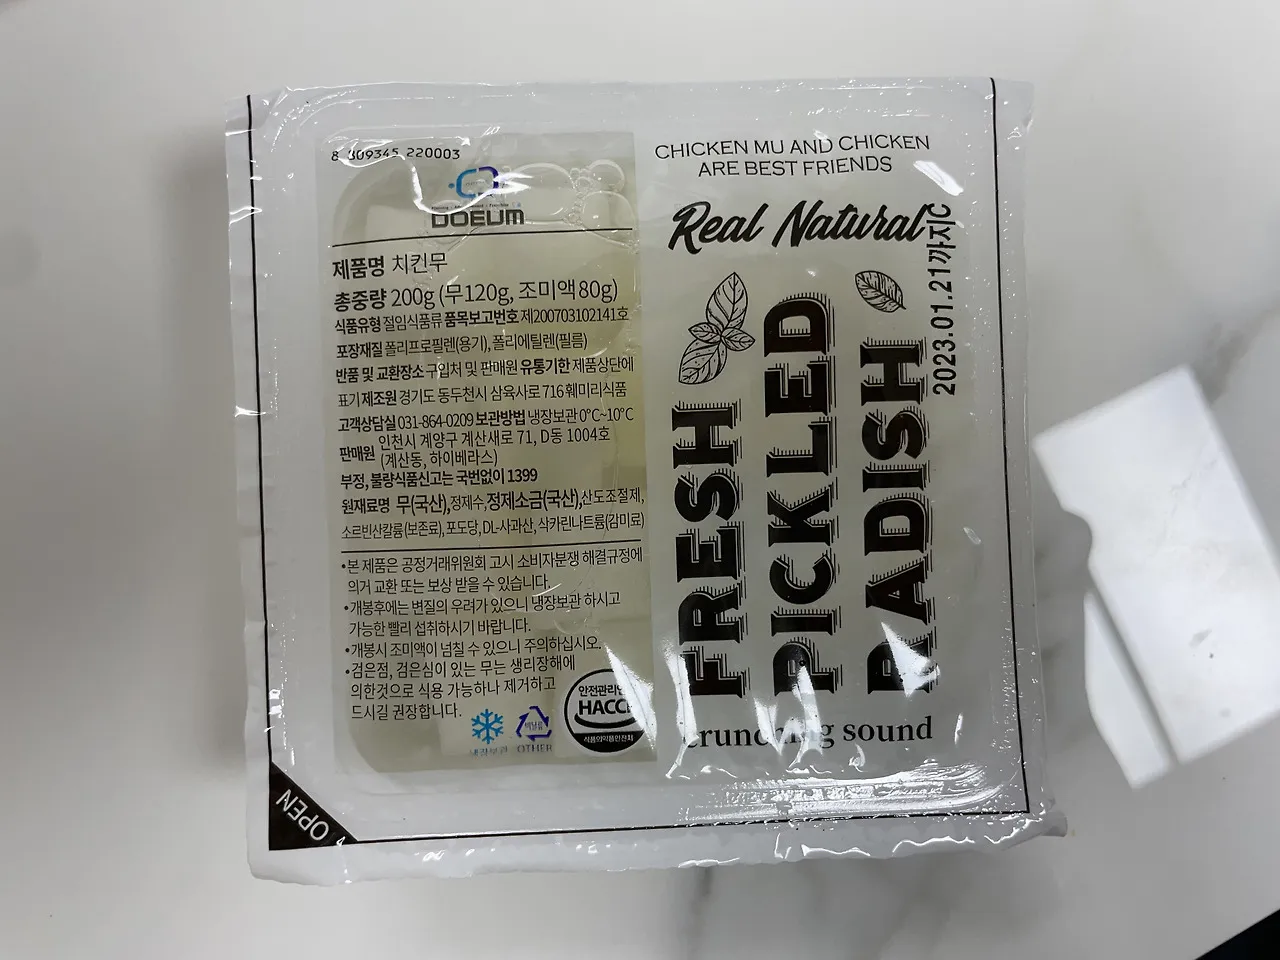 8 809345 220003
DOEUM
제품명 치킨무
총중량 200g (무120g, 조미액80g)
식품유형 절임식품류 품목보고번호 제200703102141호
포장재질 폴리프로필렌(용기), 폴리에틸렌(필름)
반품 및 교환장소 구입처 및 판매원 유통기한 제품상단에
표기 제조원 경기도 동두천시 삼육사로 716 훼미리식품
고객상담실 031-864-0209 보관방법 냉장보관 0°C~10°C
판매원 인천시 계양구 계산새로 71, D동 1004호
(계산동, 하이베라스)
부정, 불량식품신고는 국번없이 1399
원재료명 무(국산), 정제수, 정제소금(국산), 산도조절제,
소르빈산칼륨(보존료), 포도당, DL-사과산, 삭카린나트륨(감미료)
•본 제품은 공정거래위원회 고시 소비자분쟁 해결규정에
의거 교환 또는 보상 받을 수 있습니다.
•개봉후에는 변질의 우려가 있으니 냉장보관 하시고
가능한 빨리 섭취하시기 바랍니다.
•개봉시 조미액이 넘칠 수 있으니 주의하십시오.
•검은점, 검은심이 있는 무는 생리장해에
의한것으로 식용 가능하나 제거하고
드시길 권장합니다.
냉장보관
OTHER
안전관리인
HACCP
OPEN
CHICKEN MU AND CHICKEN
ARE BEST FRIENDS
Real Natural
FRESH
PICKLED
RADISH
crunching sound
2023.01.21까지C